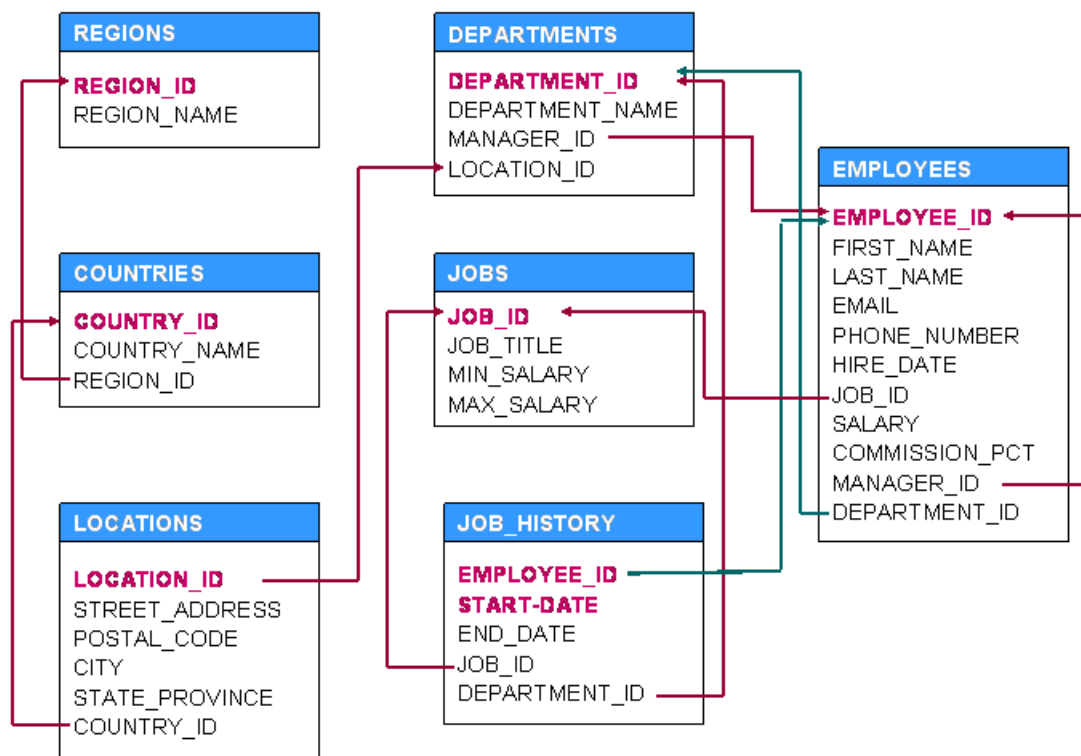 REGIONS
REGION_ID
REGION_NAME
DEPARTMENTS
DEPARTMENT_ID
DEPARTMENT_NAME
MANAGER_ID
LOCATION_ID
EMPLOYEES
EMPLOYEE_ID
FIRST_NAME
LAST_NAME
EMAIL
PHONE_NUMBER
HIRE_DATE
JOB_ID
SALARY
COMMISSION_PCT
MANAGER_ID
DEPARTMENT_ID
COUNTRIES
COUNTRY_ID
COUNTRY_NAME
REGION_ID
JOBS
JOB_ID
JOB_TITLE
MIN_SALARY
MAX_SALARY
LOCATIONS
LOCATION_ID
STREET_ADDRESS
POSTAL_CODE
CITY
STATE_PROVINCE
COUNTRY_ID
JOB_HISTORY
EMPLOYEE_ID
START-DATE
END_DATE
JOB_ID
DEPARTMENT_ID